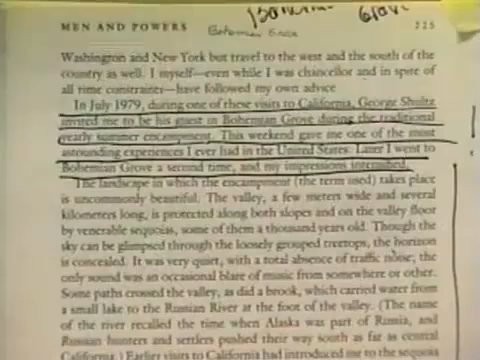 Bohemian Grove
MEN AND POWERS 225
Bohemian Grove
Washington and New York but travel to the west and the south of the
country as well. I myself—even while I was chancellor and in spite of
all time constraints—have followed my own advice
In July 1979, during one of these visits to California, George Shultz
invited me to be his guest in Bohemian Grove during the traditional
yearly summer encampment. This weekend gave me one of the most
astounding experiences I ever had in the United States. Later I went to
Bohemian Grove a second time, and my impressions intensified.
The landscape in which the encampment (the term used) takes place
is uncommonly beautiful. The valley, a few meters wide and several
kilometers long, is protected along both slopes and on the valley floor
by venerable sequoias, some of them a thousand years old. Though the
sky can be glimpsed through the loosely grouped treetops, the horizon
is concealed. It was very quiet, with a total absence of traffic noise, the
only sound was an occasional blare of music from somewhere or other.
Some paths crossed the valley, as did a brook, which carried water from
a small lake to the Russian River at the foot of the valley. (The name
of the river recalled the time when Alaska was part of Russia, and
Russian hunters and settlers pushed their way south as far as central
California.) Earlier visits to California had introduced me to the sequoia